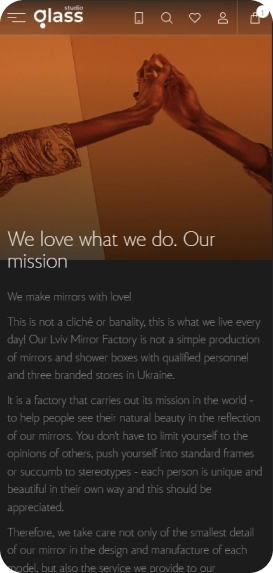 studio
glass
1
We love what we do. Our
mission
We make mirrors with love!
This is not a cliché or banality, this is what we live every
day! Our Lviv Mirror Factory is not a simple production
of mirrors and shower boxes with qualified personnel
and three branded stores in Ukraine.
It is a factory that carries out its mission in the world -
to help people see their natural beauty in the reflection
of our mirrors. You don't have to limit yourself to the
opinions of others, push yourself into standard frames
or succumb to stereotypes - each person is unique and
beautiful in their own way and this should be
appreciated.
Therefore, we take care not only of the smallest detail
of our mirror in the design and manufacture of each
model, but also the service we provide to our